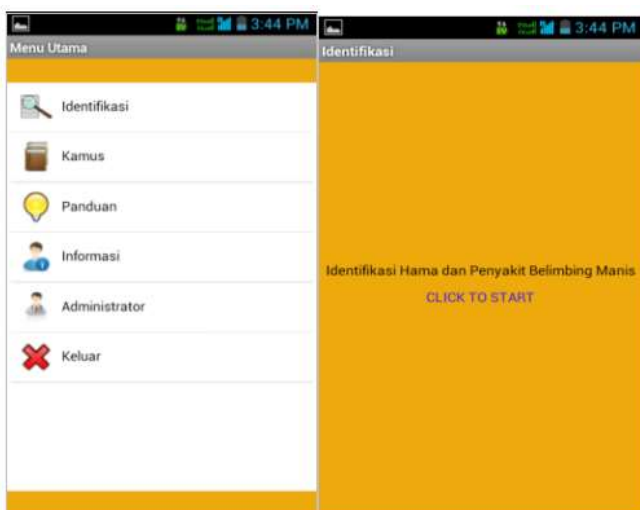 3:44 PM
Menu Utama
Identifikasi
Kamus
Panduan
Informasi
Administrator
Keluar
3:44 PM
Identifikasi
Identifikasi Hama dan Penyakit Belimbing Manis
CLICK TO START